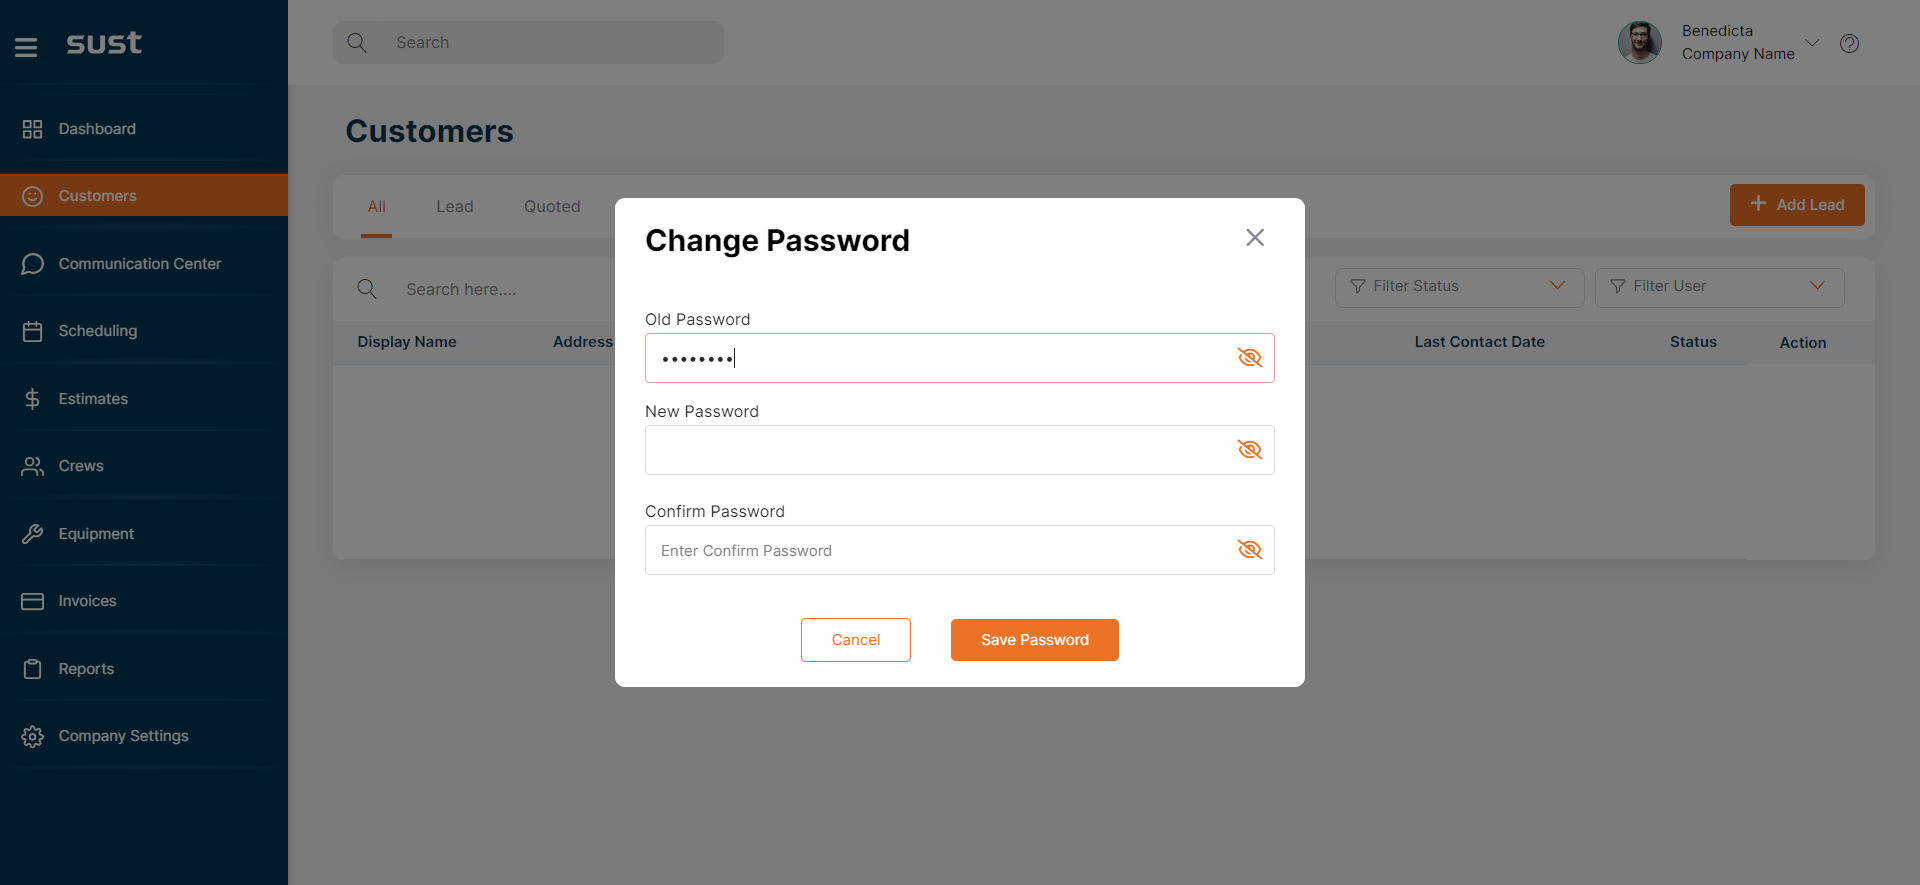 sust
Search
Benedicta
Company Name
Dashboard
Customers
Communication Center
Scheduling
Estimates
Crews
Equipment
Invoices
Reports
Company Settings
Customers
All Lead Quoted
Add Lead
Search here....
Filter Status
Filter User
Display Name Address Last Contact Date Status Action
Change Password
Old Password
••••••••
New Password
Confirm Password
Enter Confirm Password
Cancel
Save Password